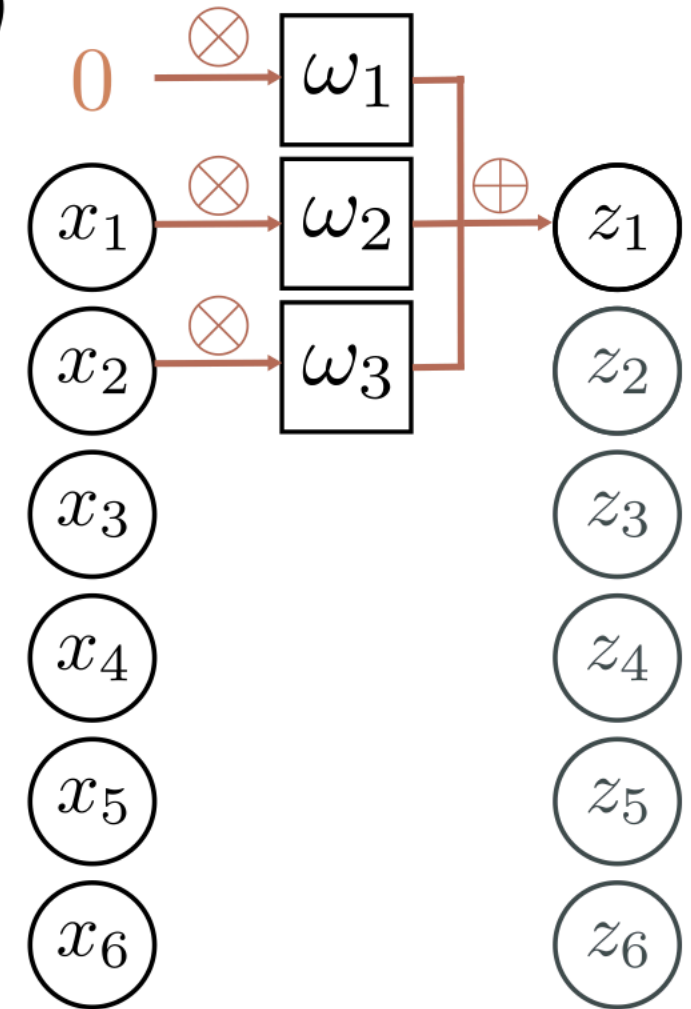 0 ⊗ ω₁
x₁ ⊗ ω₂ ⊕ z₁
x₂ ⊗ ω₃ z₂
x₃ z₃
x₄ z₄
x₅ z₅
x₆ z₆